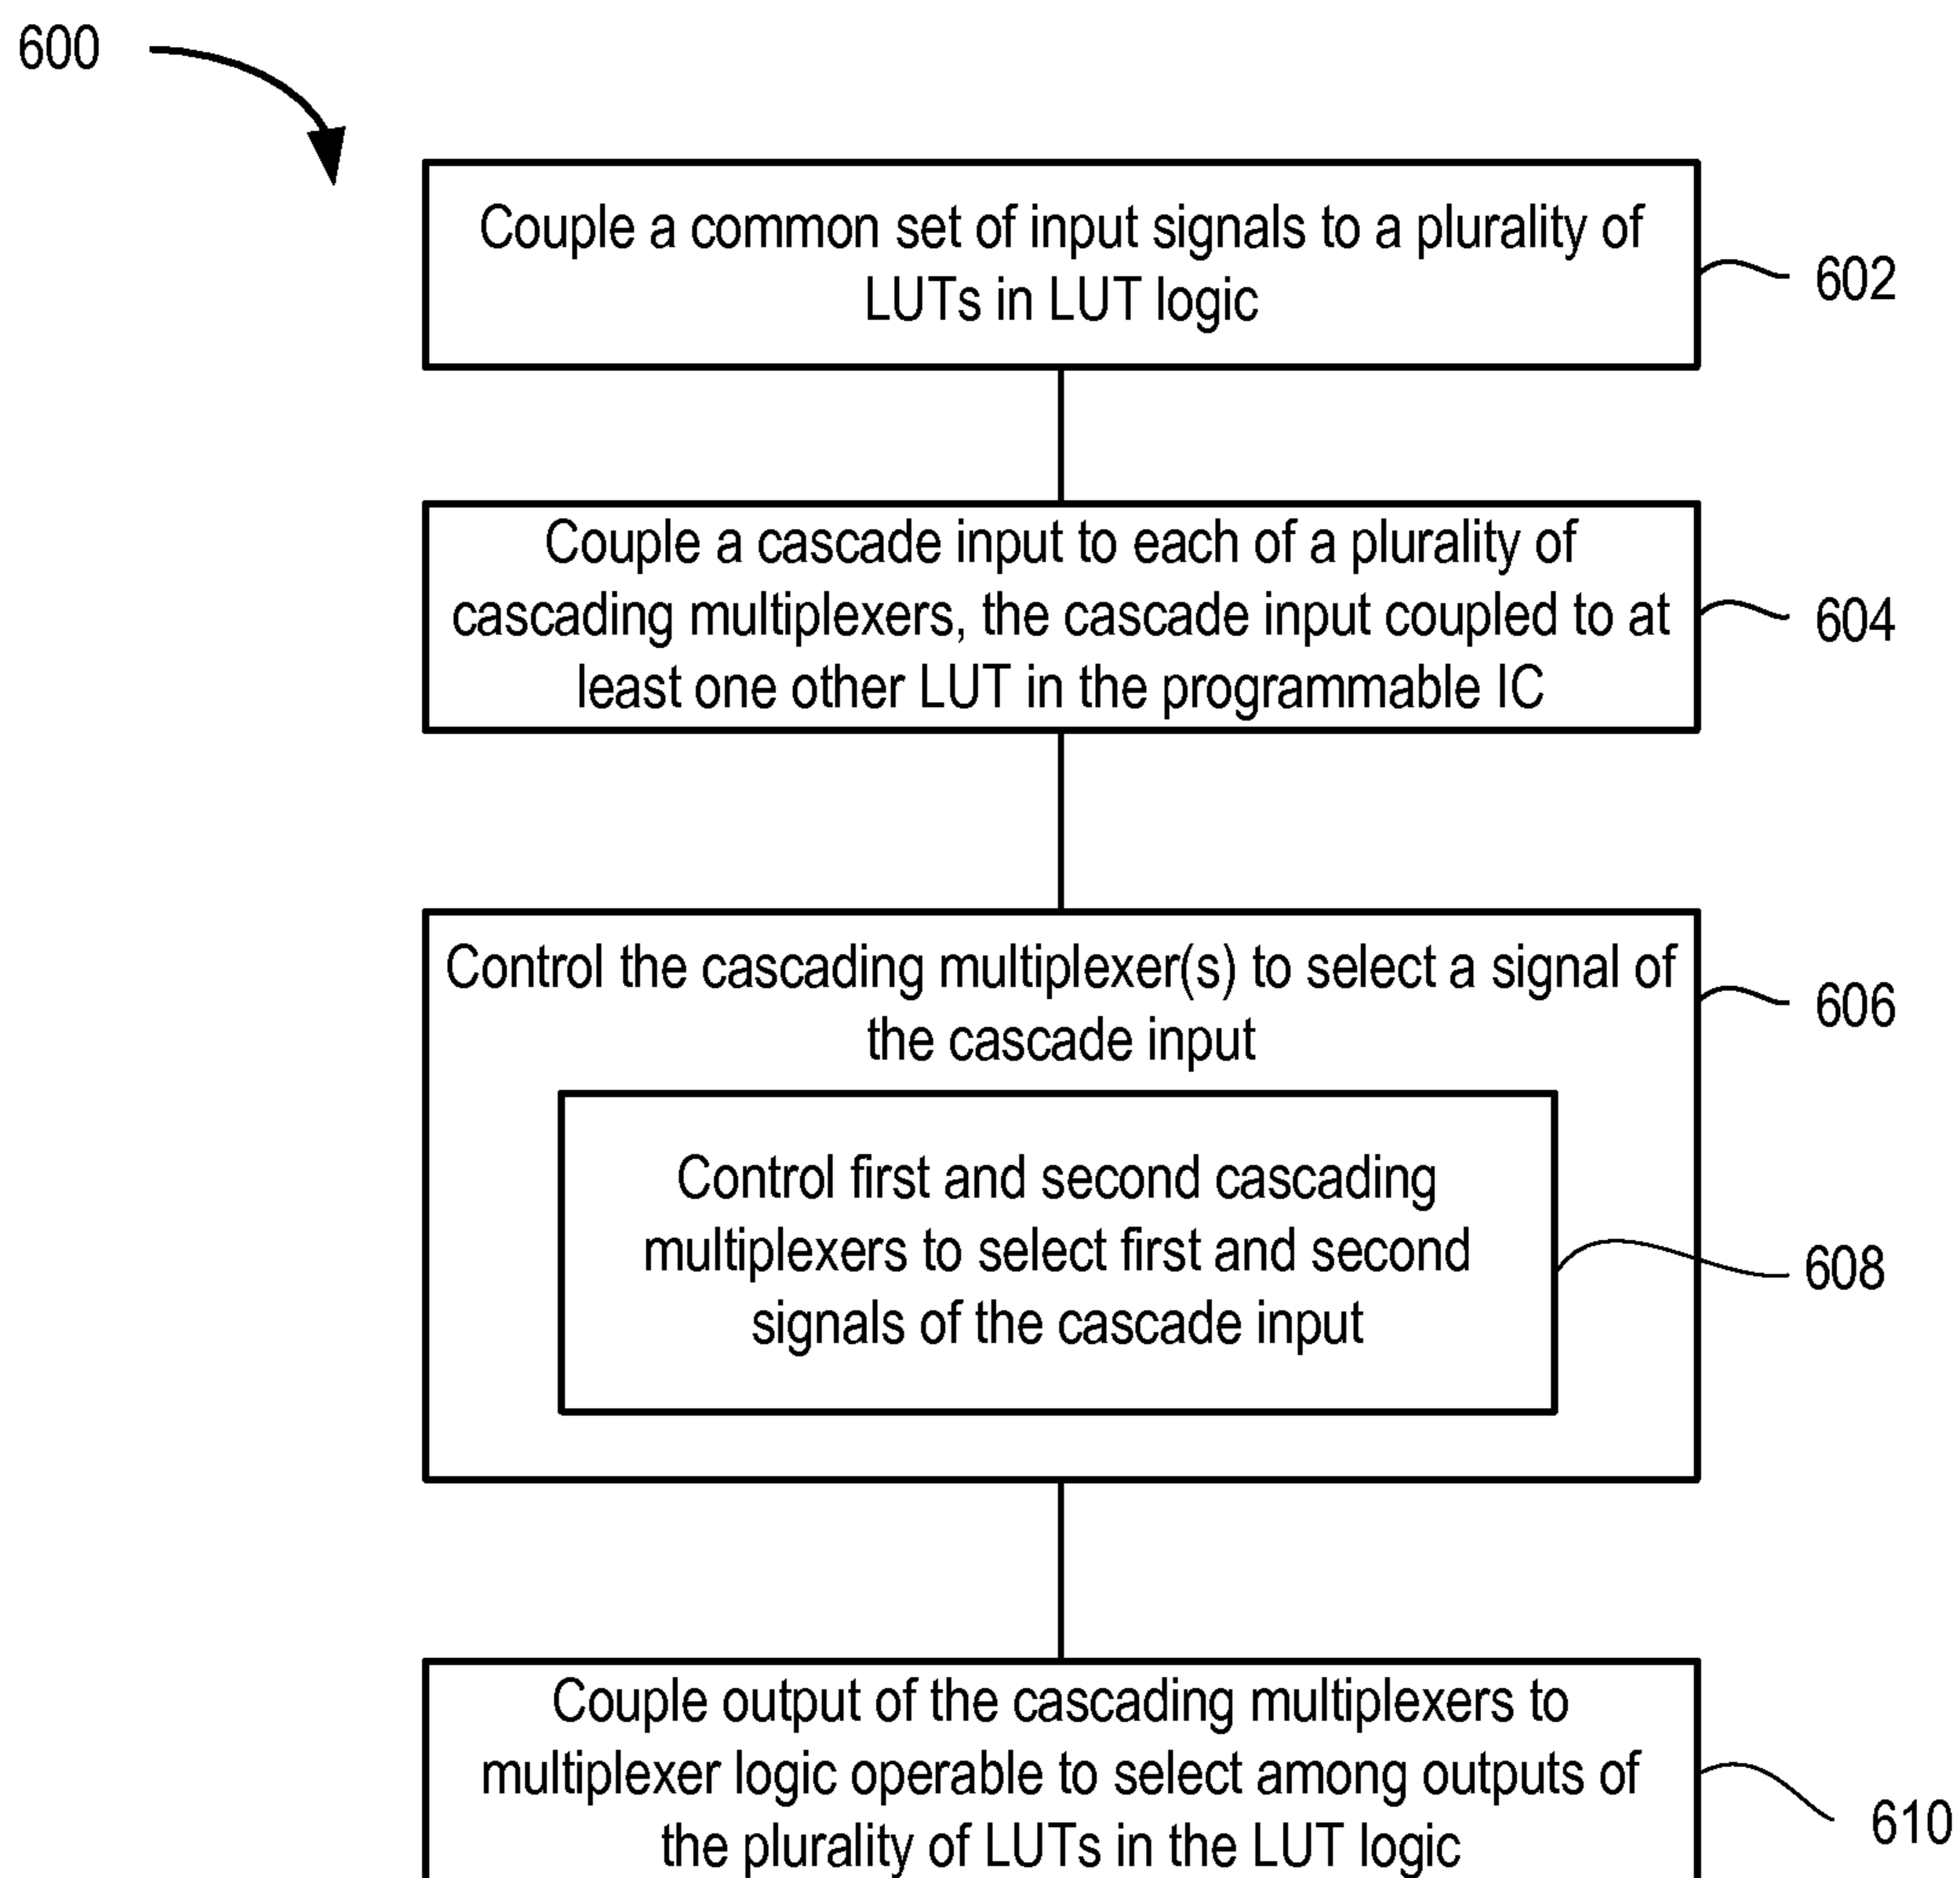 600
Couple a common set of input signals to a plurality of
LUTs in LUT logic
602
Couple a cascade input to each of a plurality of
cascading multiplexers, the cascade input coupled to at
least one other LUT in the programmable IC
604
Control the cascading multiplexer(s) to select a signal of
the cascade input
606
Control first and second cascading
multiplexers to select first and second
signals of the cascade input
608
Couple output of the cascading multiplexers to
multiplexer logic operable to select among outputs of
the plurality of LUTs in the LUT logic
610